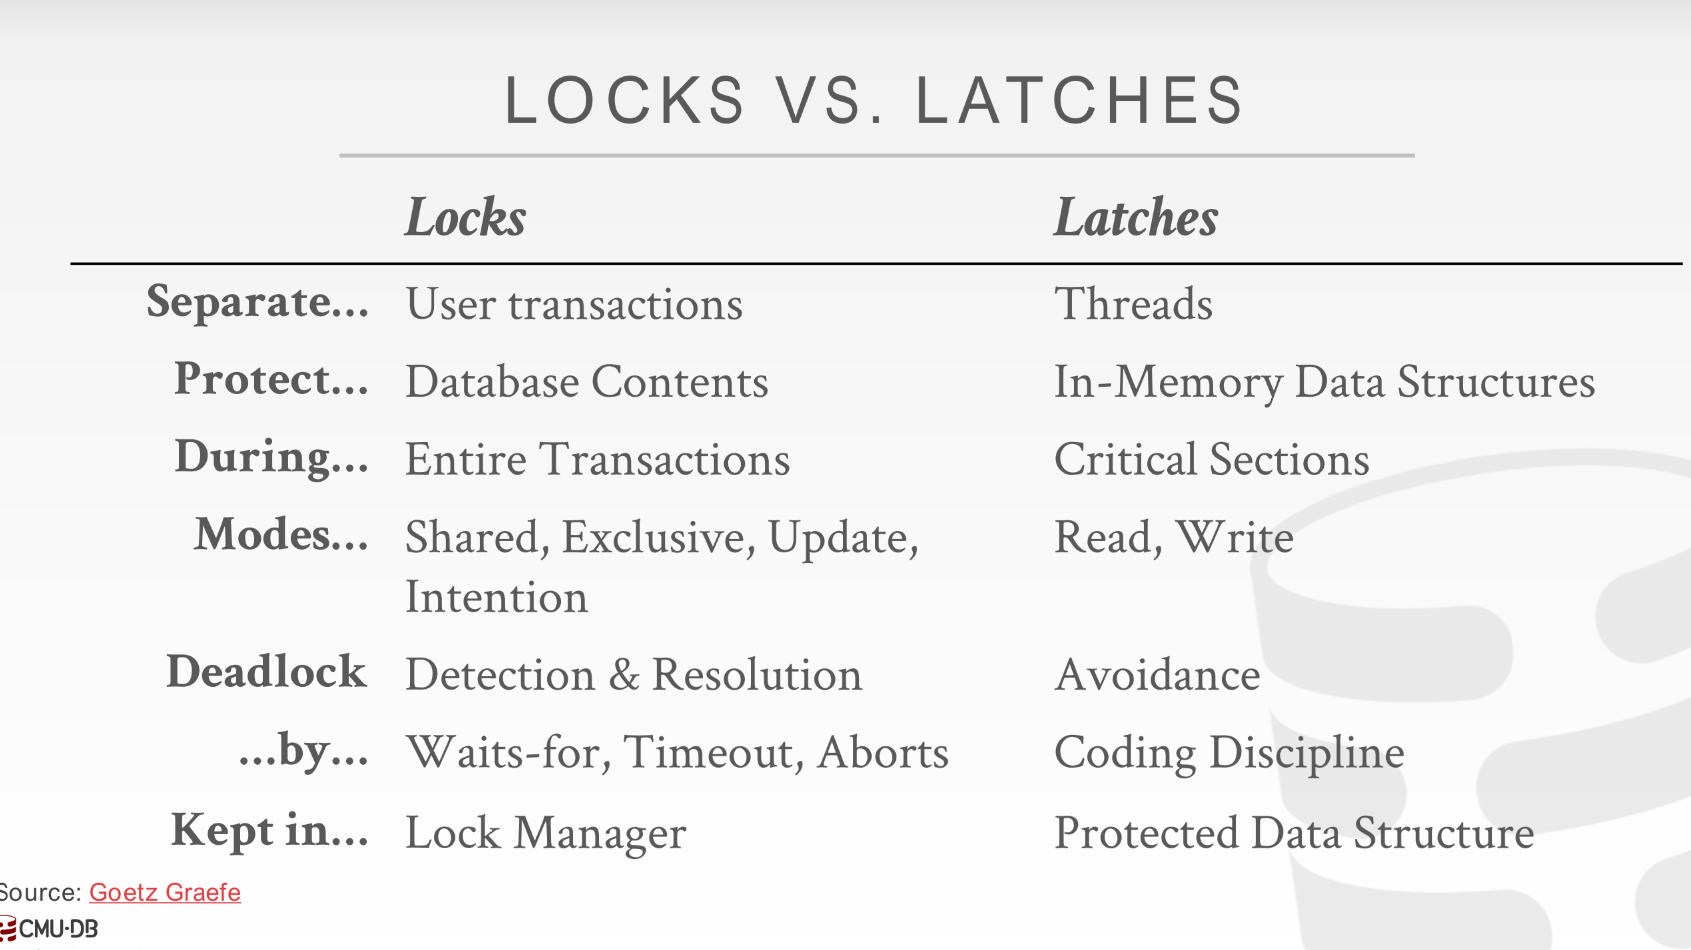 LOCKS VS. LATCHES
Locks Latches
Separate... User transactions Threads
Protect... Database Contents In-Memory Data Structures
During... Entire Transactions Critical Sections
Modes... Shared, Exclusive, Update, Read, Write
Intention
Deadlock Detection & Resolution Avoidance
...by... Waits-for, Timeout, Aborts Coding Discipline
Kept in... Lock Manager Protected Data Structure
Source: Goetz Graefe
CMU·DB